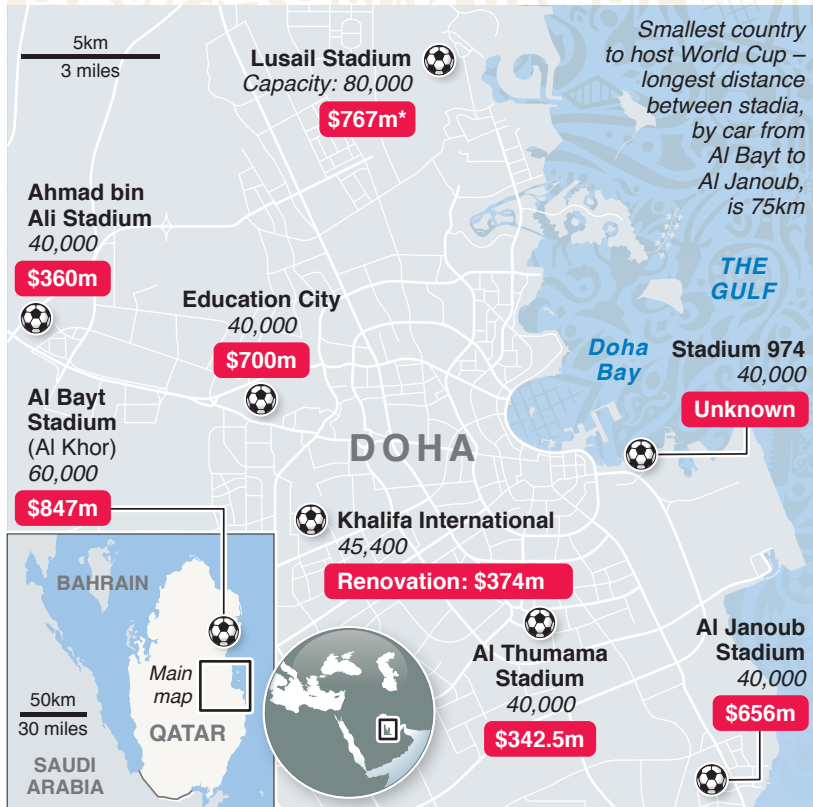 5km
3 miles
Lusail Stadium
Capacity: 80,000
$767m*
Smallest country
to host World Cup –
longest distance
between stadia,
by car from
Al Bayt to
Al Janoub,
is 75km
Ahmad bin
Ali Stadium
40,000
$360m
THE
GULF
Education City
40,000
$700m
Doha
Bay
Stadium 974
40,000
Unknown
Al Bayt
Stadium
(Al Khor)
60,000
$847m
DOHA
Khalifa International
45,400
Renovation: $374m
BAHRAIN
Main
map
50km
30 miles
QATAR
SAUDI
ARABIA
Al Thumama
Stadium
40,000
$342.5m
Al Janoub
Stadium
40,000
$656m